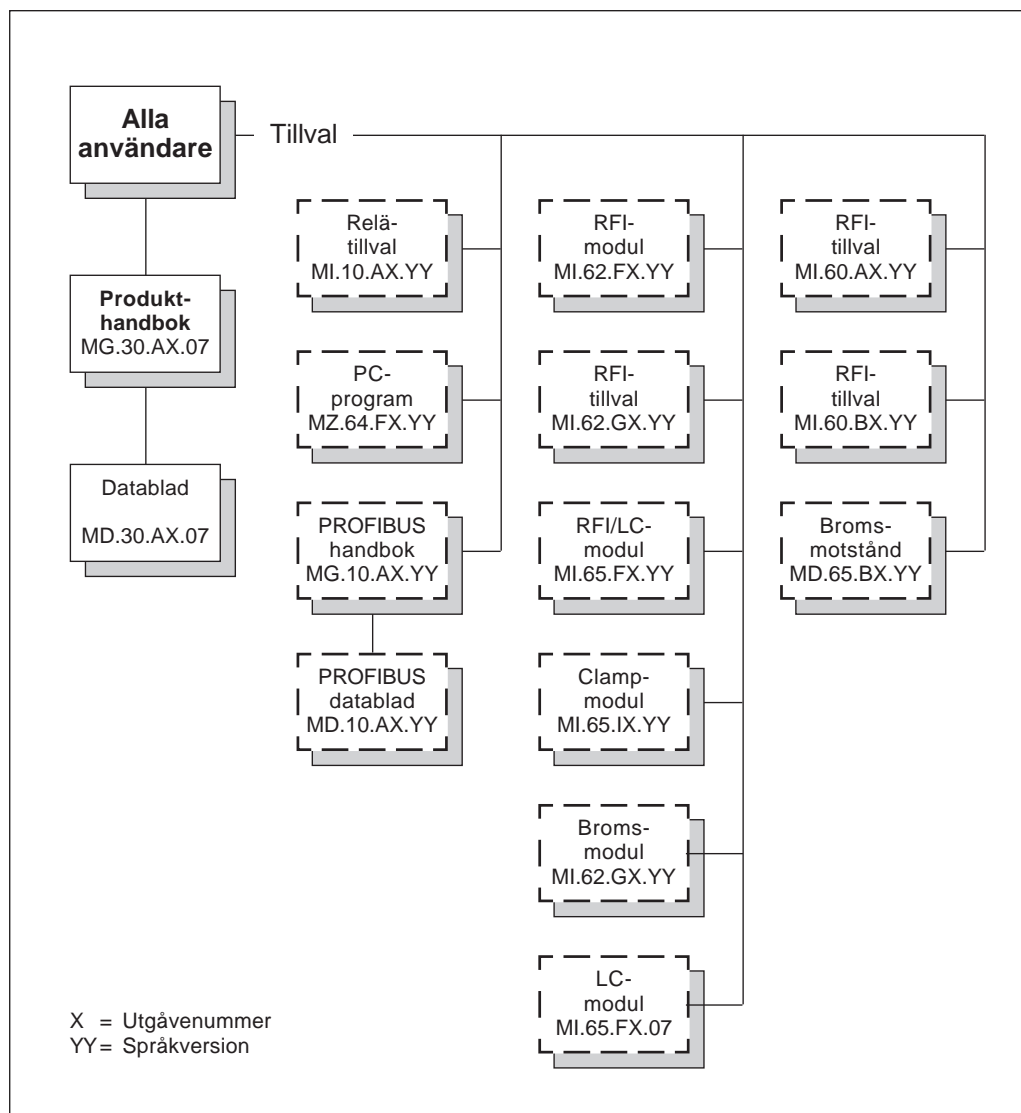 Alla
användare
Tillval
Produkt-
handbok
MG.30.AX.07
Datablad
MD.30.AX.07
Relä-
tillval
MI.10.AX.YY
PC-
program
MZ.64.FX.YY
PROFIBUS
handbok
MG.10.AX.YY
PROFIBUS
datablad
MD.10.AX.YY
RFI-
modul
MI.62.FX.YY
RFI-
tillval
MI.62.GX.YY
RFI/LC-
modul
MI.65.FX.YY
Clamp-
modul
MI.65.IX.YY
Broms-
modul
MI.62.GX.YY
LC-
modul
MI.65.FX.07
RFI-
tillval
MI.60.AX.YY
RFI-
tillval
MI.60.BX.YY
Broms-
motstånd
MD.65.BX.YY
X = Utgåvenummer
YY= Språkversion